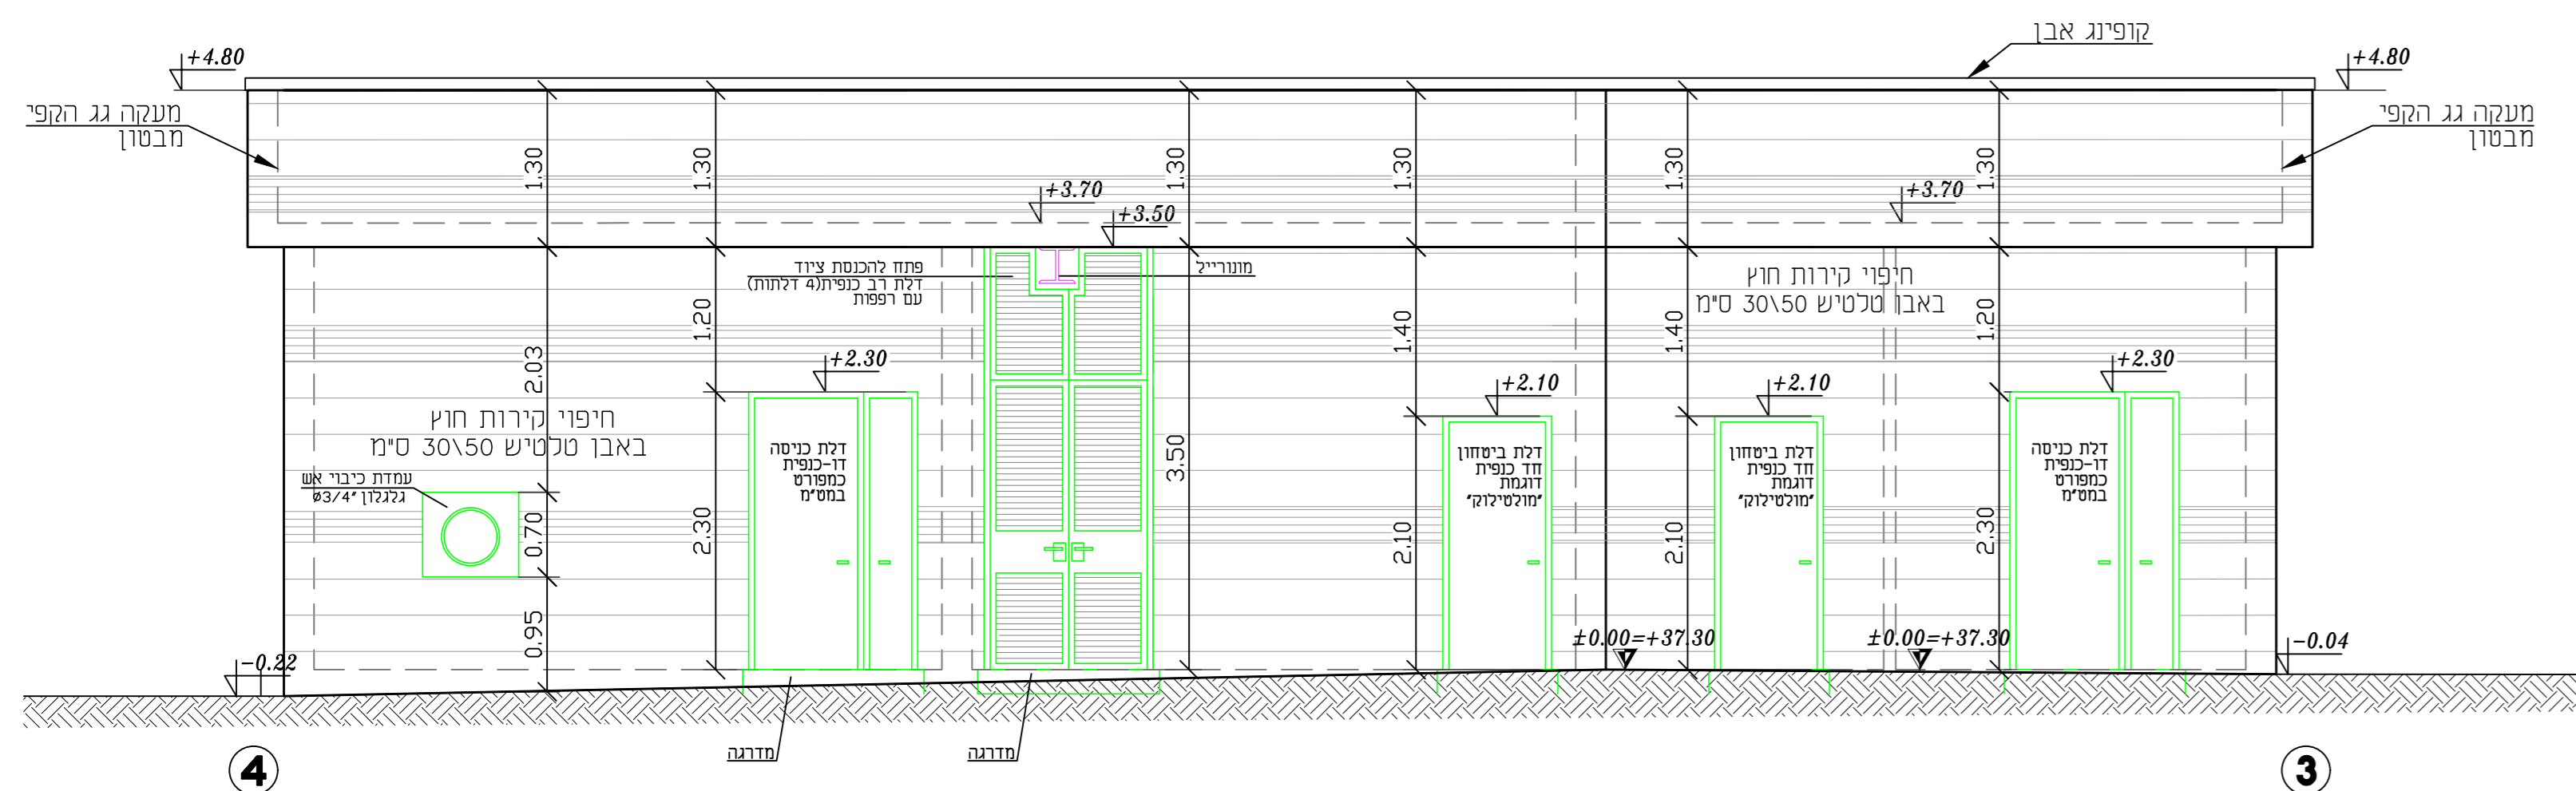 קופינג אבן
+4.80
+4.80
מעקה גג הקפי
מבטון
מעקה גג הקפי
מבטון
1.30
1.30
1.30
1.30
1.30
1.30
+3.70
+3.70
+3.50
פתח להכנסת ציוד
דלת רב כנפית(4 דלתות)
עם רפפות
מונורייל
חיפוי קירות חוץ
באבן טלטיש 30\50 ס"מ
2.03
1.20
1.40
1.40
1.20
+2.30
+2.10
+2.10
+2.30
חיפוי קירות חוץ
באבן טלטיש 30\50 ס"מ
עמדת כיבוי אש
גלגלון "3/4ø
דלת כניסה
דו-כנפית
כמפורט
במט"מ
דלת ביטחון
חד כנפית
דוגמת
"מולטילוק"
דלת ביטחון
חד כנפית
דוגמת
"מולטילוק"
דלת כניסה
דו-כנפית
כמפורט
במט"מ
0.70
2.30
3.50
2.10
2.10
2.30
0.95
±0.00=+37.30
±0.00=+37.30
-0.22
-0.04
מדרגה
מדרגה
4
3